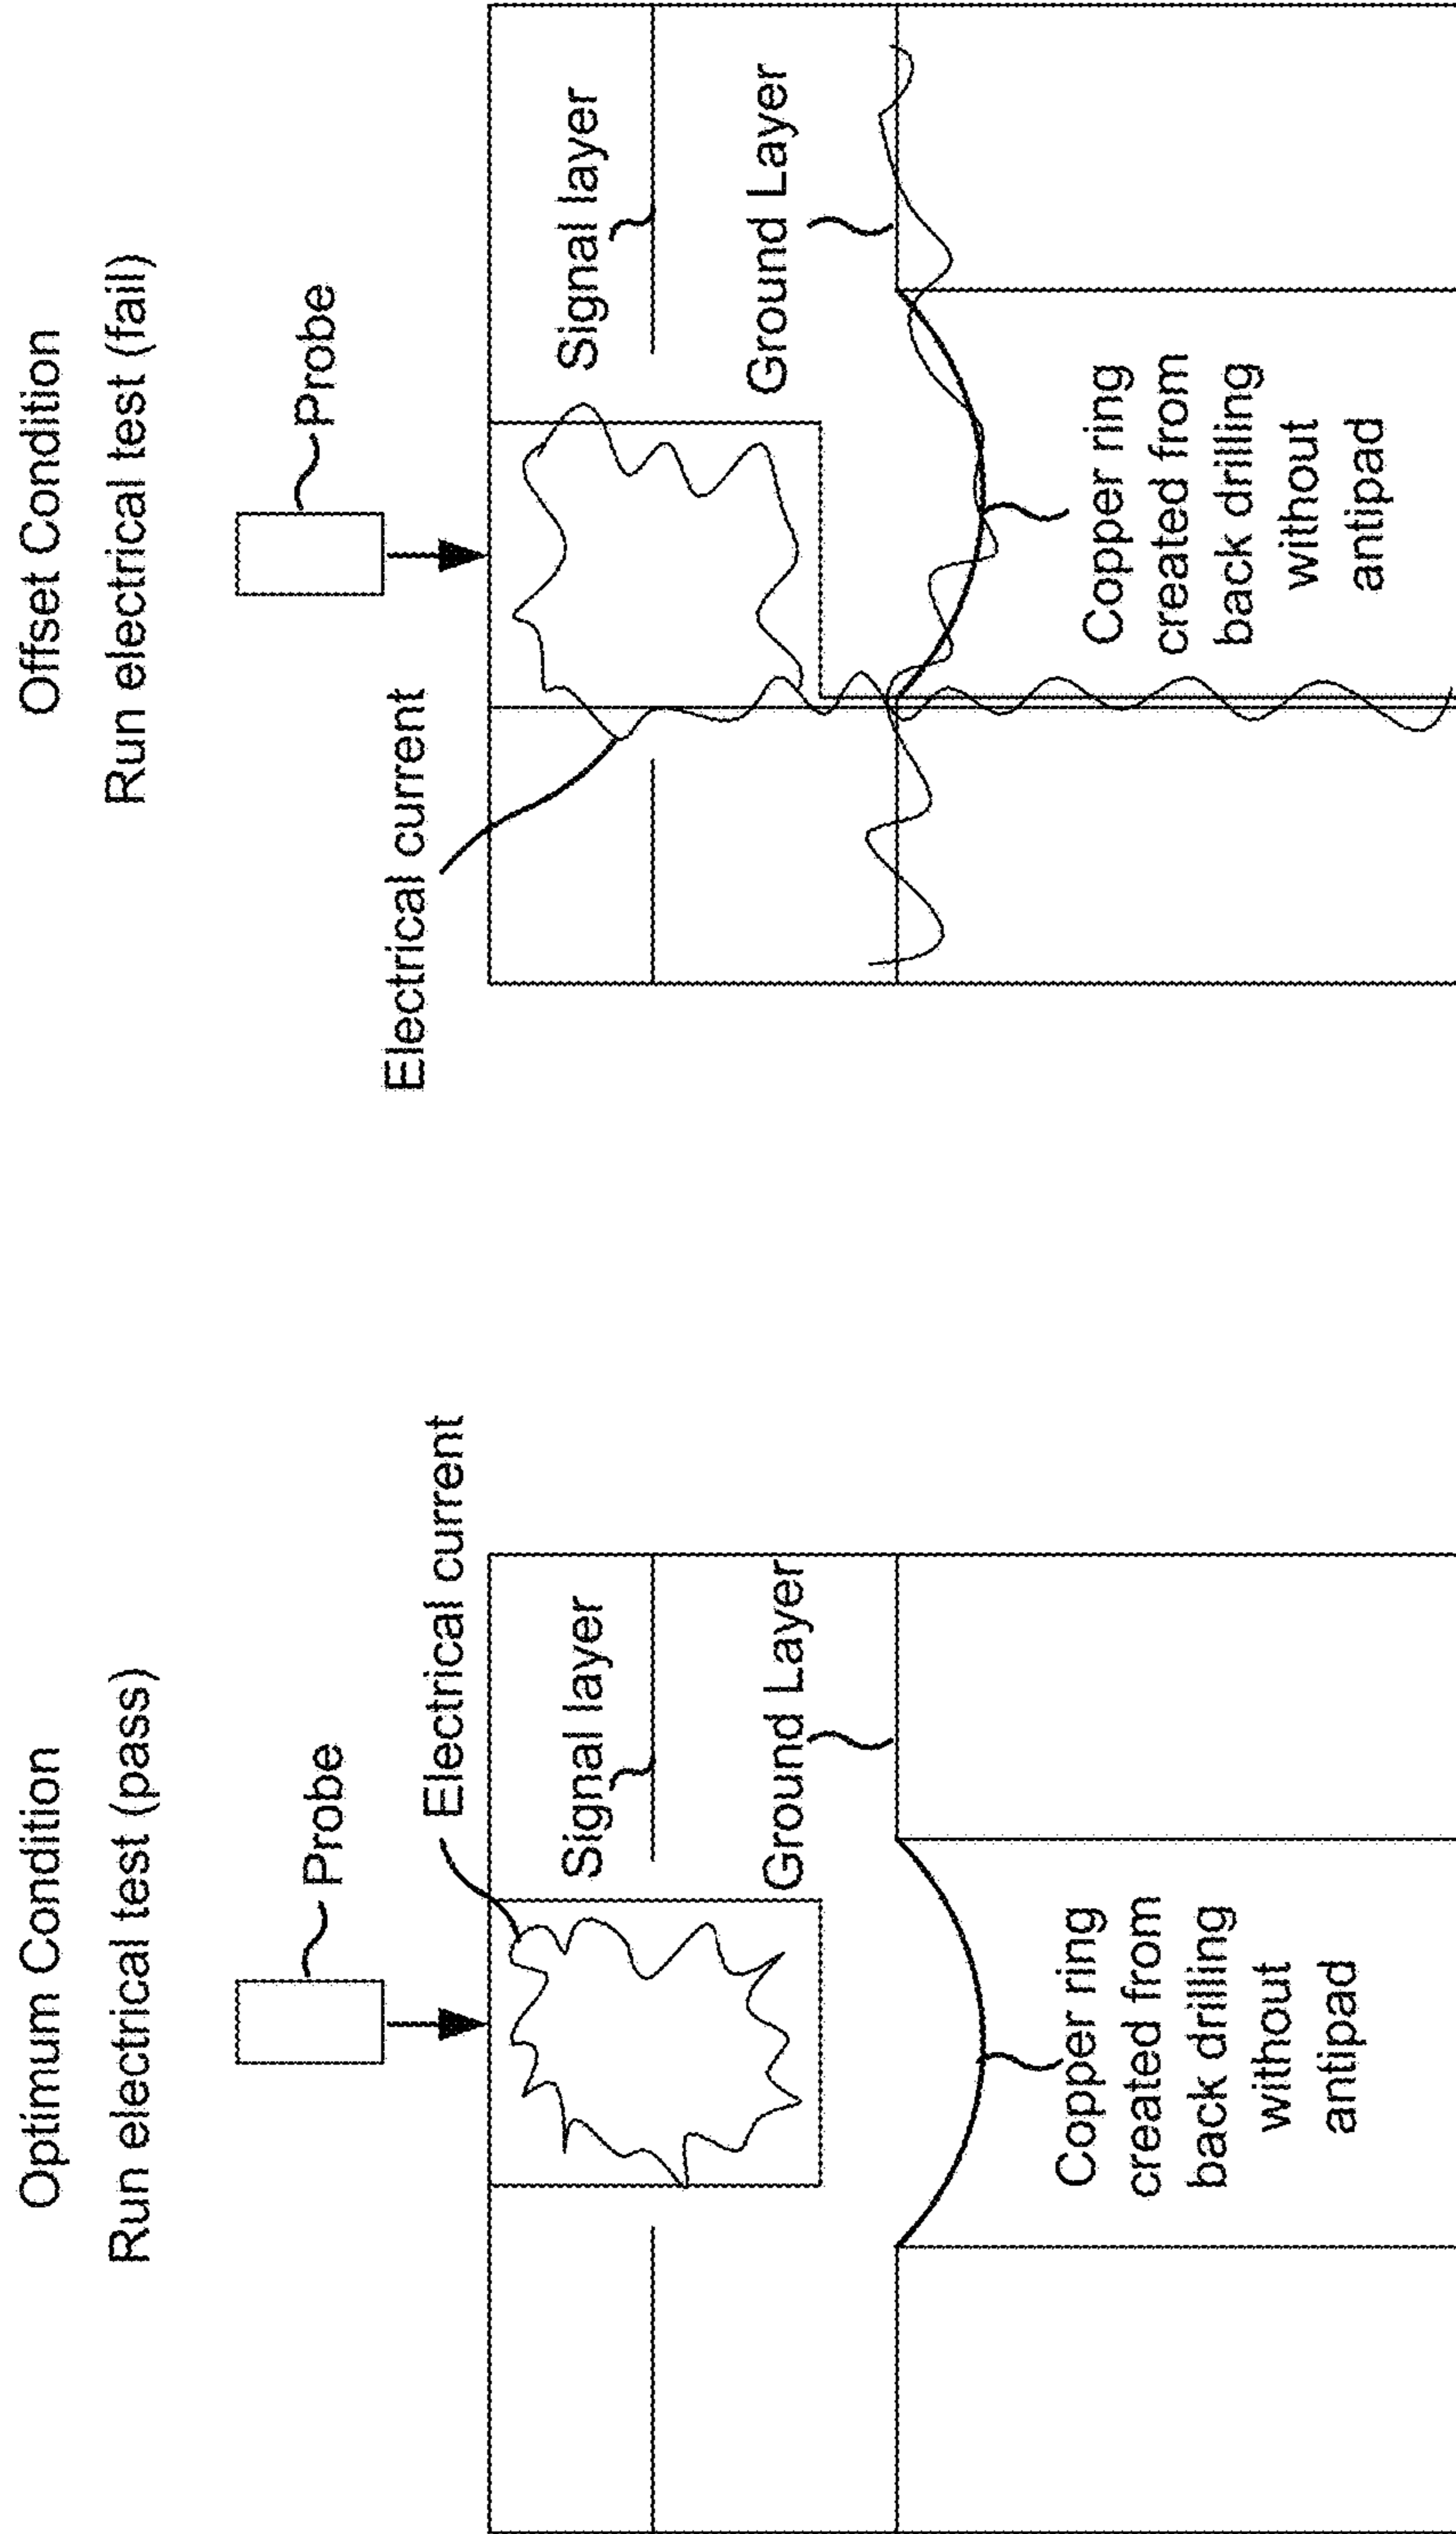 Optimum Condition
Run electrical test (pass)
Probe
Electrical current
Signal layer
Ground Layer
Copper ring
created from
back drilling
without
antipad
Offset Condition
Run electrical test (fail)
Probe
Electrical current
Signal layer
Ground Layer
Copper ring
created from
back drilling
without
antipad